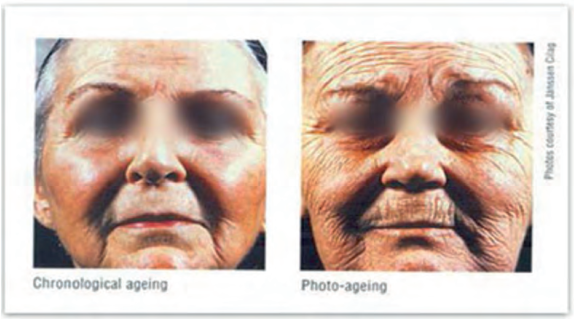 Chronological ageing
Photo-ageing
Photos courtesy of Janssen Cilag